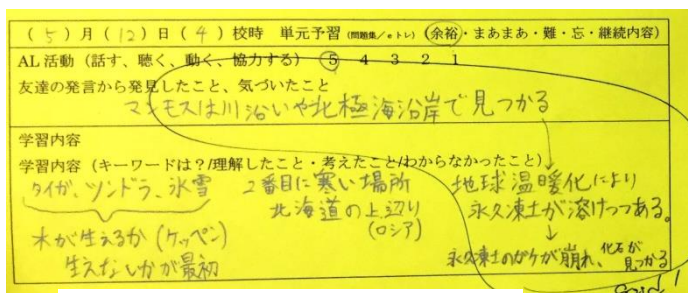 ( 5 ) 月 ( 12 ) 日 ( 4 ) 校時 単元予習 (問題集/eトレ) (余裕・まあまあ・難・忘・継続内容)
AL活動(話す、聴く、動く、協力する) 5 4 3 2 1
友達の発言から発見したこと、気づいたこと
マンモスは川沿いや北極海沿岸で見つかる
学習内容
学習内容(キーワードは?/理解したこと・考えたこと/わからなかったこと)
タイガ、ツンドラ、氷雪
木が生えるか(ケッペン)
生えないかが最初
2番目に寒い場所
北海道の上辺り
(ロシア)
地球温暖化により
永久凍土が溶けつつある。
↓
永久凍土のガケが崩れ、化石が
見つかる
Good!